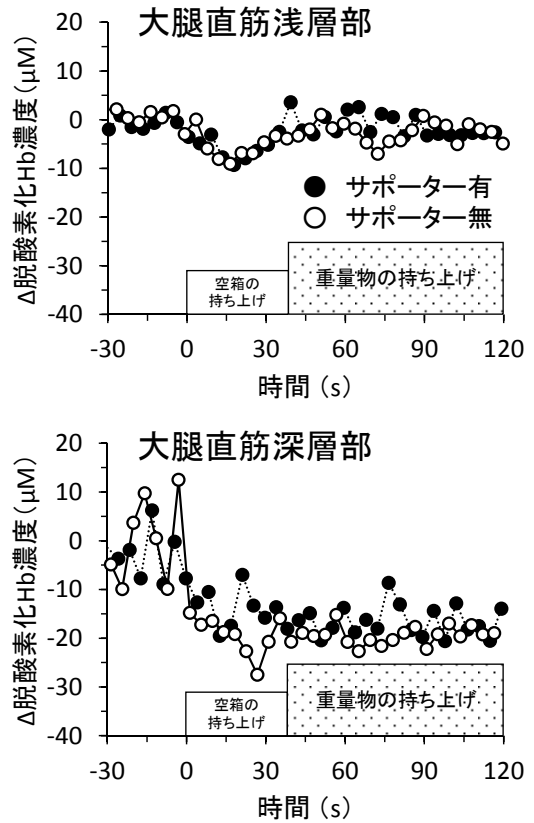 大腿直筋浅層部
Δ脱酸素化Hb濃度(μM)
20
10
0
-10
-20
-30
-40
サポーター有
サポーター無
空箱の
持ち上げ
重量物の持ち上げ
-30 0 30 60 90 120
時間 (s)
大腿直筋深層部
Δ脱酸素化Hb濃度(μM)
20
10
0
-10
-20
-30
-40
空箱の
持ち上げ
重量物の持ち上げ
-30 0 30 60 90 120
時間 (s)